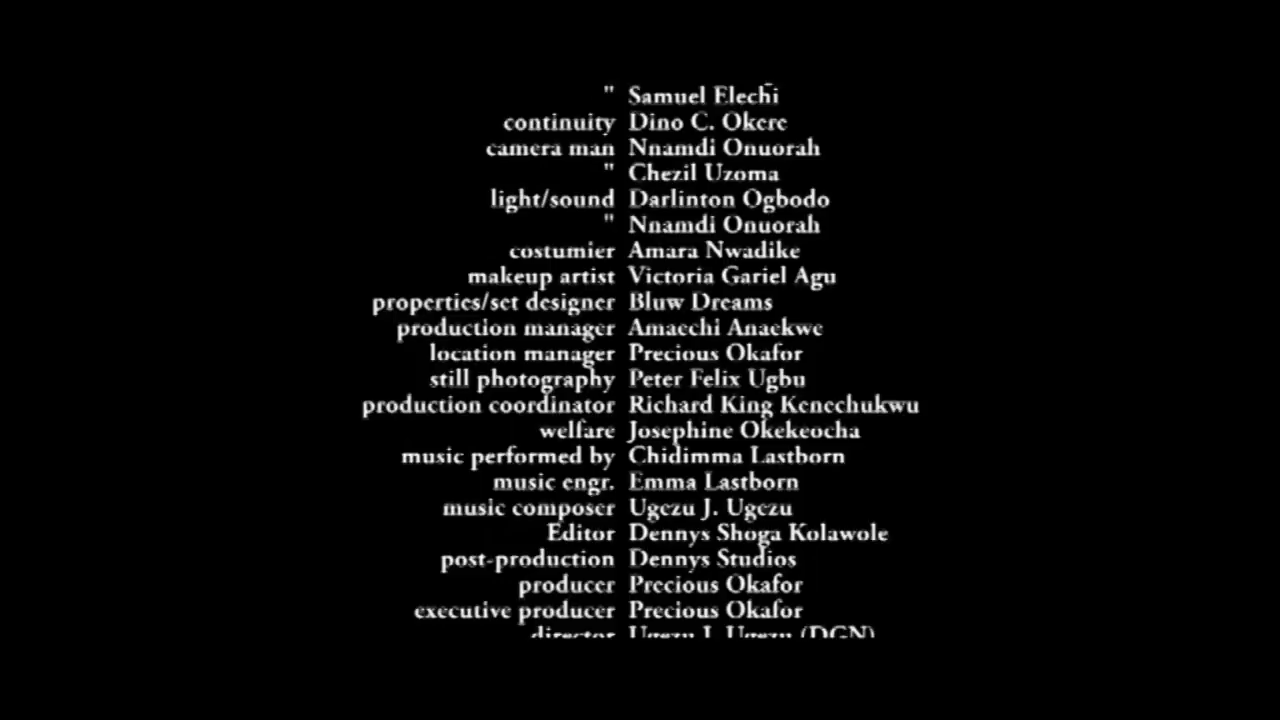 " Samuel Elechi
continuity Dino C. Okere
camera man Nnamdi Onuorah
" Chezil Uzoma
light/sound Darlinton Ogbodo
" Nnamdi Onuorah
costumier Amara Nwadike
makeup artist Victoria Gariel Agu
properties/set designer Bluw Dreams
production manager Amaechi Anaekwe
location manager Precious Okafor
still photography Peter Felix Ugbu
production coordinator Richard King Kenechukwu
welfare Josephine Okekeocha
music performed by Chidimma Lastborn
music engr. Emma Lastborn
music composer Ugezu J. Ugezu
Editor Dennys Shoga Kolawole
post-production Dennys Studios
producer Precious Okafor
executive producer Precious Okafor
director Ugezu J. Ugezu (DGN)